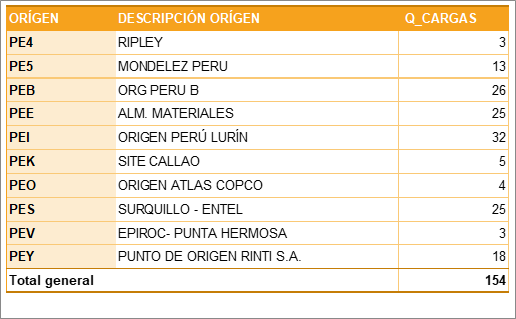 ORÍGEN DESCRIPCIÓN ORÍGEN Q_CARGAS
PE4 RIPLEY 3
PE5 MONDELEZ PERU 13
PEB ORG PERU B 26
PEE ALM. MATERIALES 25
PEI ORIGEN PERÚ LURÍN 32
PEK SITE CALLAO 5
PEO ORIGEN ATLAS COPCO 4
PES SURQUILLO - ENTEL 25
PEV EPIROC- PUNTA HERMOSA 3
PEY PUNTO DE ORIGEN RINTI S.A. 18
Total general 154